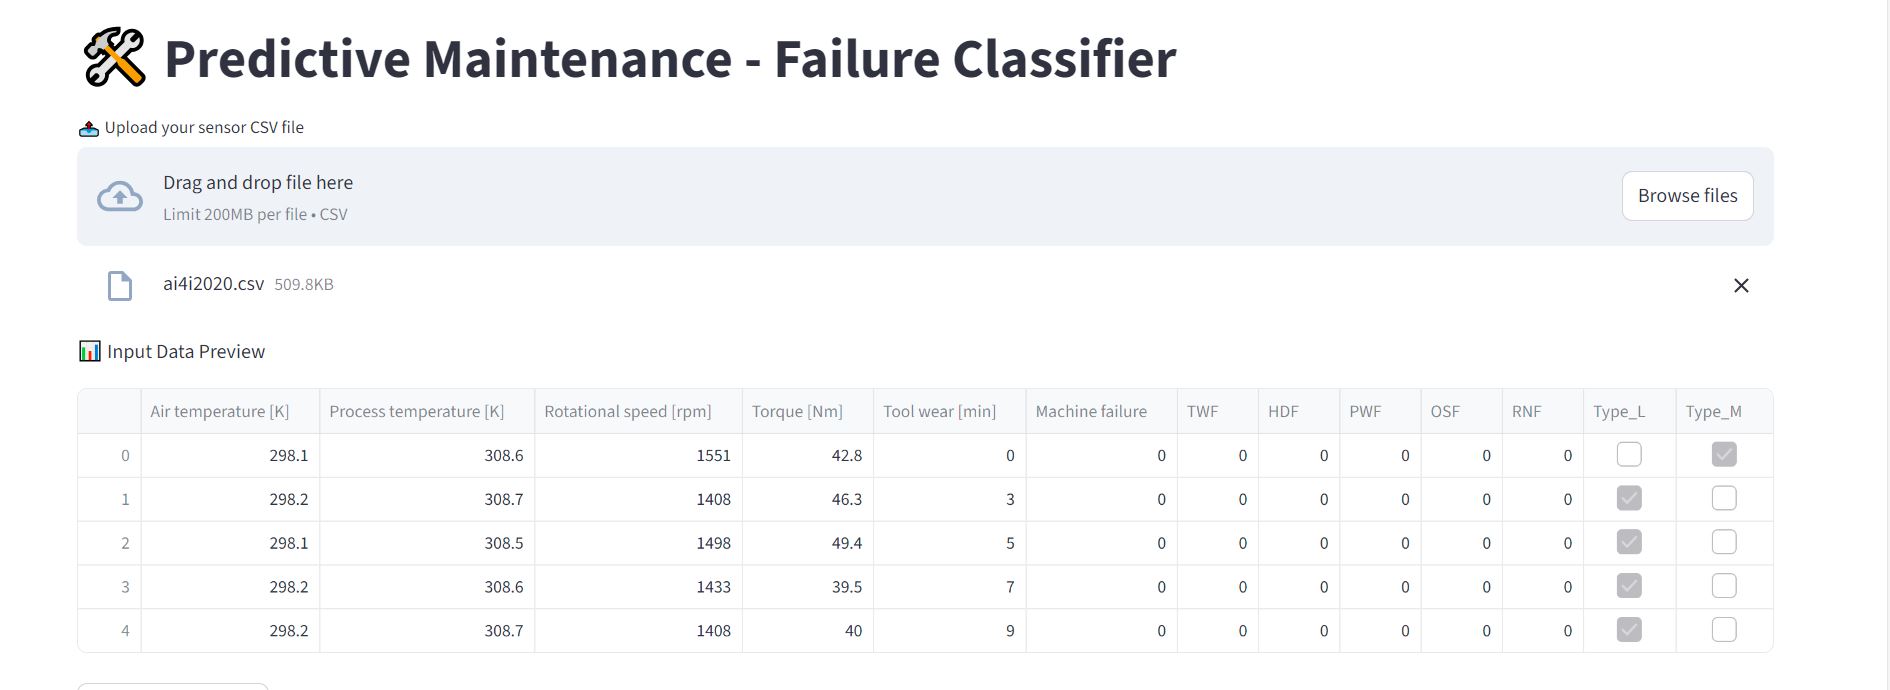 Predictive Maintenance - Failure Classifier
Upload your sensor CSV file
Drag and drop file here
Limit 200MB per file • CSV
Browse files
ai4i2020.csv 509.8KB
Input Data Preview
Air temperature [K] Process temperature [K] Rotational speed [rpm] Torque [Nm] Tool wear [min] Machine failure TWF HDF PWF OSF RNF Type_L Type_M
0 298.1 308.6 1551 42.8 0 0 0 0 0 0 0
1 298.2 308.7 1408 46.3 3 0 0 0 0 0 0
2 298.1 308.5 1498 49.4 5 0 0 0 0 0 0
3 298.2 308.6 1433 39.5 7 0 0 0 0 0 0
4 298.2 308.7 1408 40 9 0 0 0 0 0 0